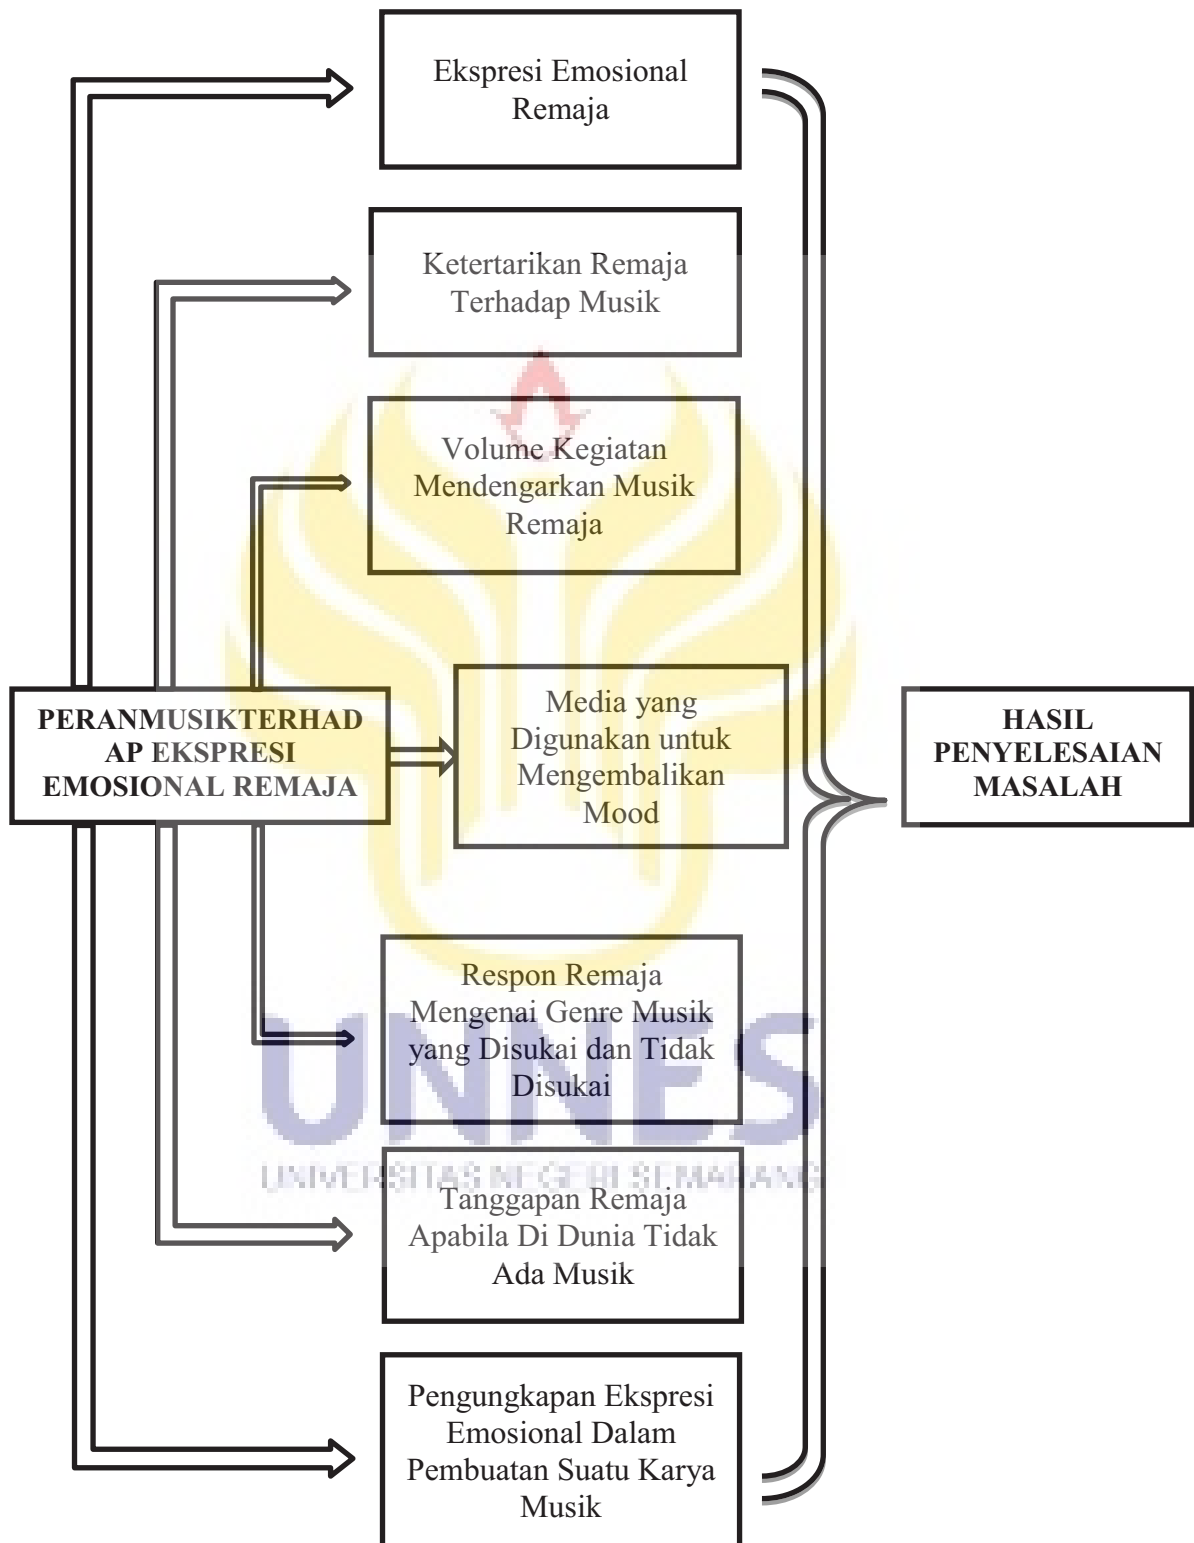 Ekspresi Emosional
Remaja
Ketertarikan Remaja
Terhadap Musik
Volume Kegiatan
Mendengarkan Musik
Remaja
PERANMUSIKTERHAD
AP EKSPRESI
EMOSIONAL REMAJA
Media yang
Digunakan untuk
Mengembalikan
Mood
HASIL
PENYELESAIAN
MASALAH
Respon Remaja
Mengenai Genre Musik
yang Disukai dan Tidak
Disukai
UNNES
UNIVERSITAS NEGERI SEMARANG
Tanggapan Remaja
Apabila Di Dunia Tidak
Ada Musik
Pengungkapan Ekspresi
Emosional Dalam
Pembuatan Suatu Karya
Musik